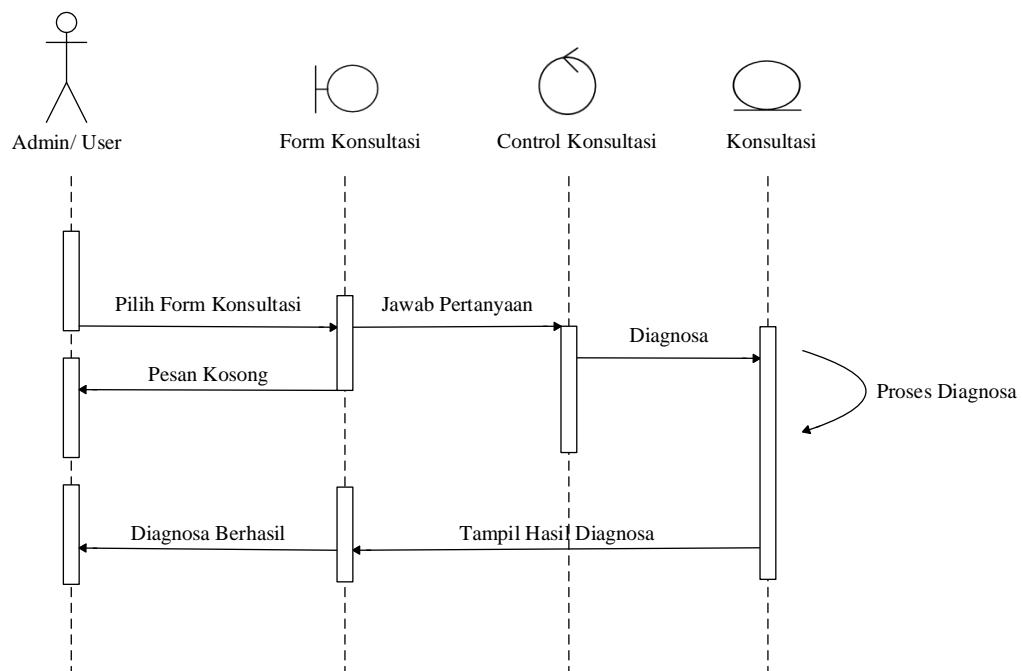 Admin/ User
Form Konsultasi
Control Konsultasi
Konsultasi
Pilih Form Konsultasi
Jawab Pertanyaan
Diagnosa
Pesan Kosong
Proses Diagnosa
Diagnosa Berhasil
Tampil Hasil Diagnosa